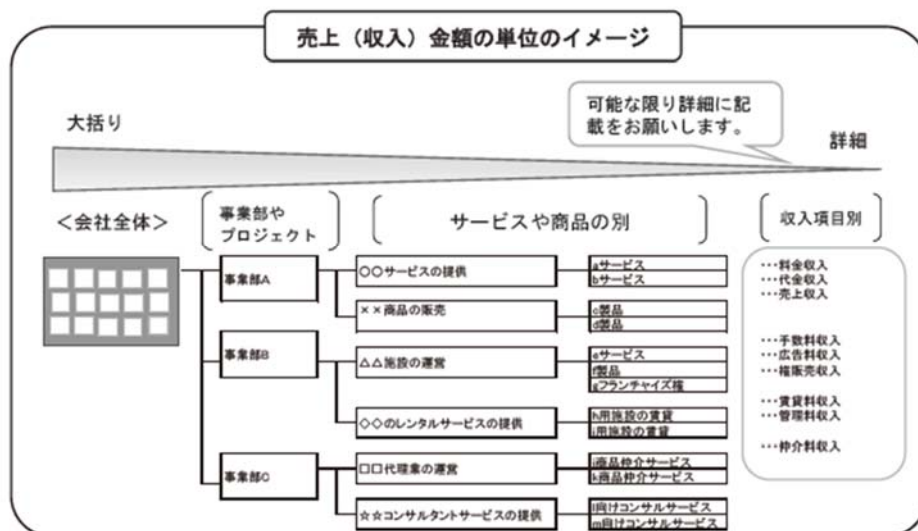 売上（収入）金額の単位のイメージ
可能な限り詳細に記
載をお願いします。
大括り
詳細
＜会社全体＞
事業部や
プロジェクト
サービスや商品の別
収入項目別
事業部A
○○サービスの提供
aサービス
bサービス
××商品の販売
c製品
d製品
事業部B
△△施設の運営
eサービス
f製品
gフランチャイズ権
◇◇のレンタルサービスの提供
h用施設の賃貸
i用施設の賃貸
事業部C
□□代理業の運営
j商品仲介サービス
k商品仲介サービス
☆☆コンサルタントサービスの提供
l向けコンサルサービス
m向けコンサルサービス
…料金収入
…代金収入
…売上収入
…手数料収入
…広告料収入
…権販売収入
…賃貸料収入
…管理料収入
…仲介料収入